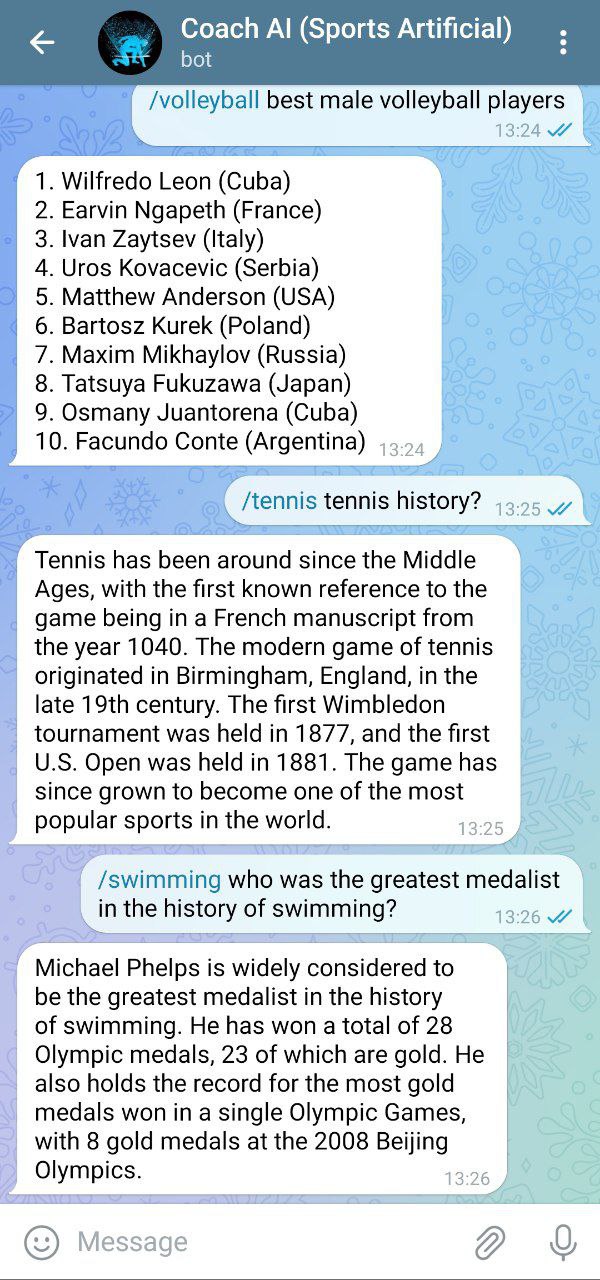 Coach AI (Sports Artificial)
bot
/volleyball best male volleyball players
13:24
1. Wilfredo Leon (Cuba)
2. Earvin Ngapeth (France)
3. Ivan Zaytsev (Italy)
4. Uros Kovacevic (Serbia)
5. Matthew Anderson (USA)
6. Bartosz Kurek (Poland)
7. Maxim Mikhaylov (Russia)
8. Tatsuya Fukuzawa (Japan)
9. Osmany Juantorena (Cuba)
10. Facundo Conte (Argentina) 13:24
/tennis tennis history? 13:25
Tennis has been around since the Middle
Ages, with the first known reference to the
game being in a French manuscript from
the year 1040. The modern game of tennis
originated in Birmingham, England, in the
late 19th century. The first Wimbledon
tournament was held in 1877, and the first
U.S. Open was held in 1881. The game has
since grown to become one of the most
popular sports in the world. 13:25
/swimming who was the greatest medalist
in the history of swimming? 13:26
Michael Phelps is widely considered to
be the greatest medalist in the history
of swimming. He has won a total of 28
Olympic medals, 23 of which are gold. He
also holds the record for the most gold
medals won in a single Olympic Games,
with 8 gold medals at the 2008 Beijing
Olympics. 13:26
Message